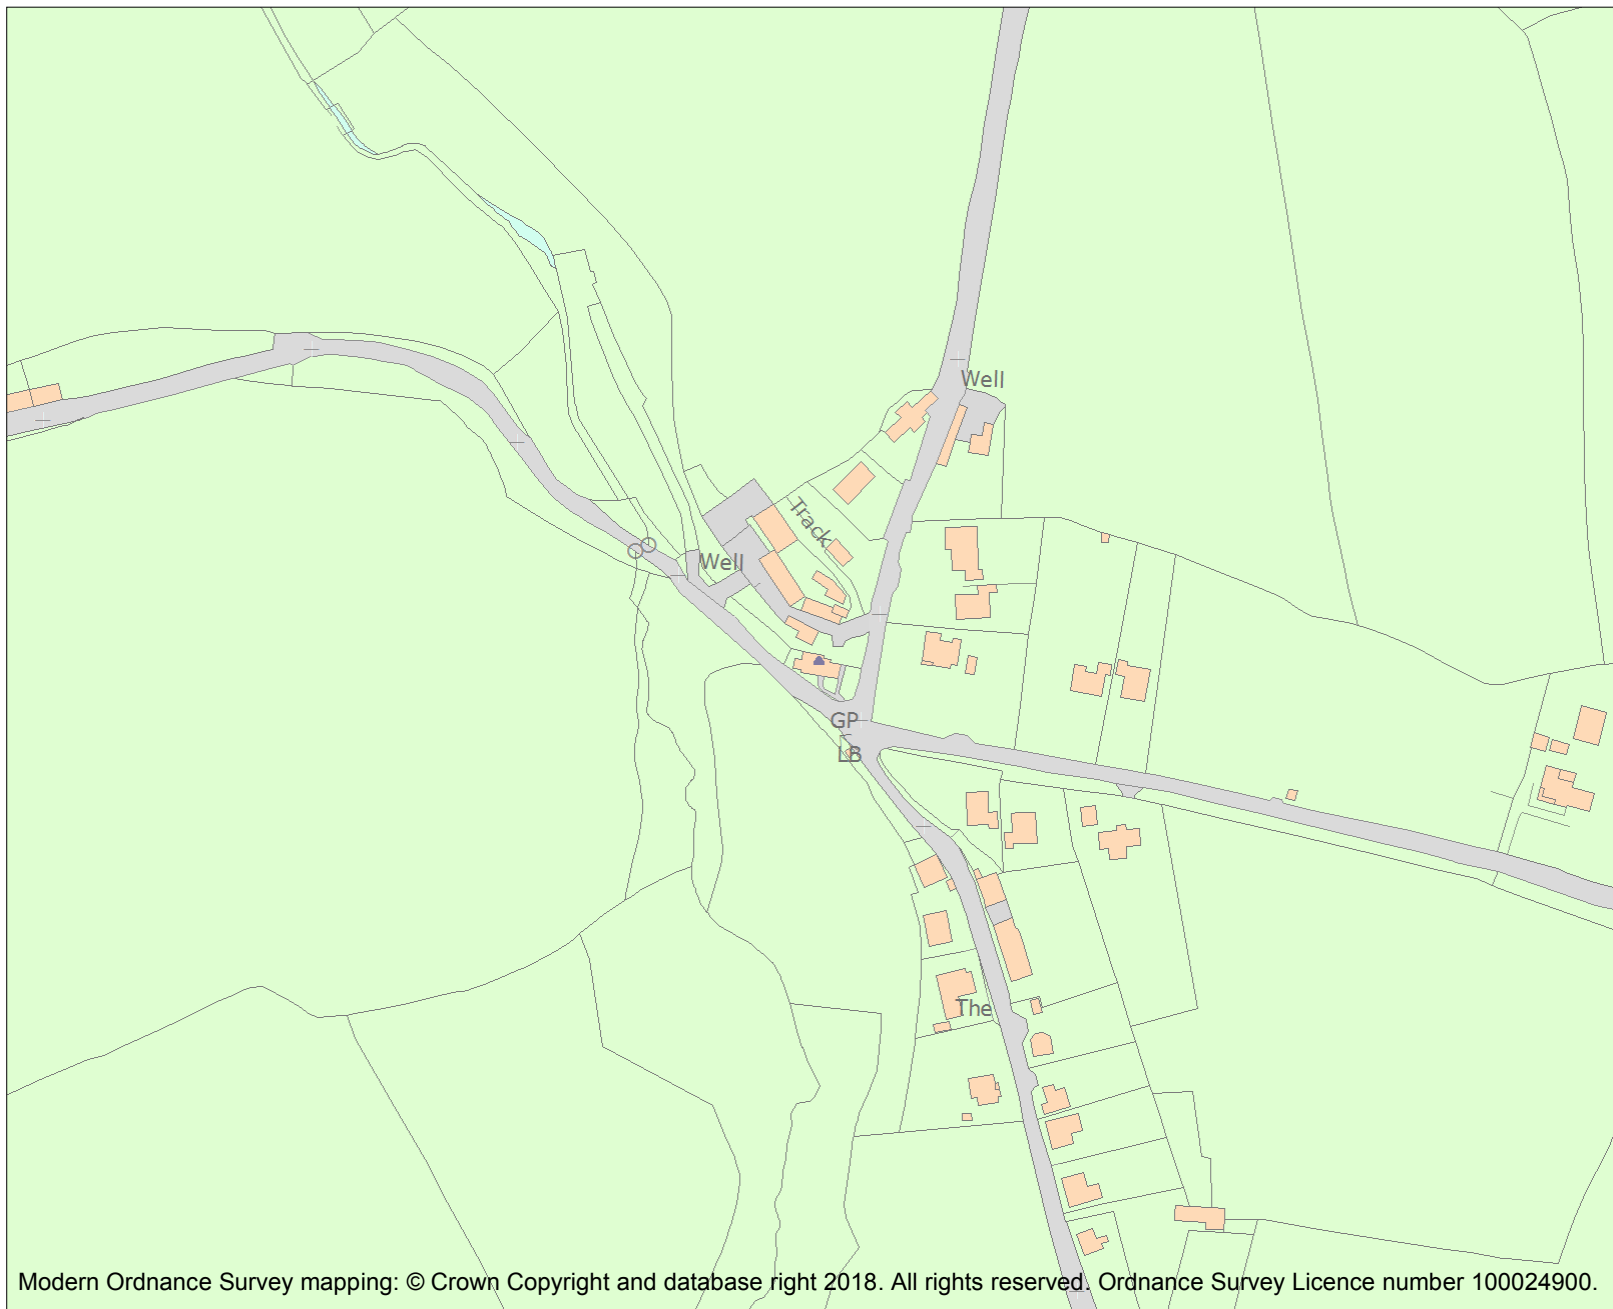 Well
Track
Well
GP
LB
The
Modern Ordnance Survey mapping: © Crown Copyright and database right 2018. All rights reserved. Ordnance Survey Licence number 100024900.